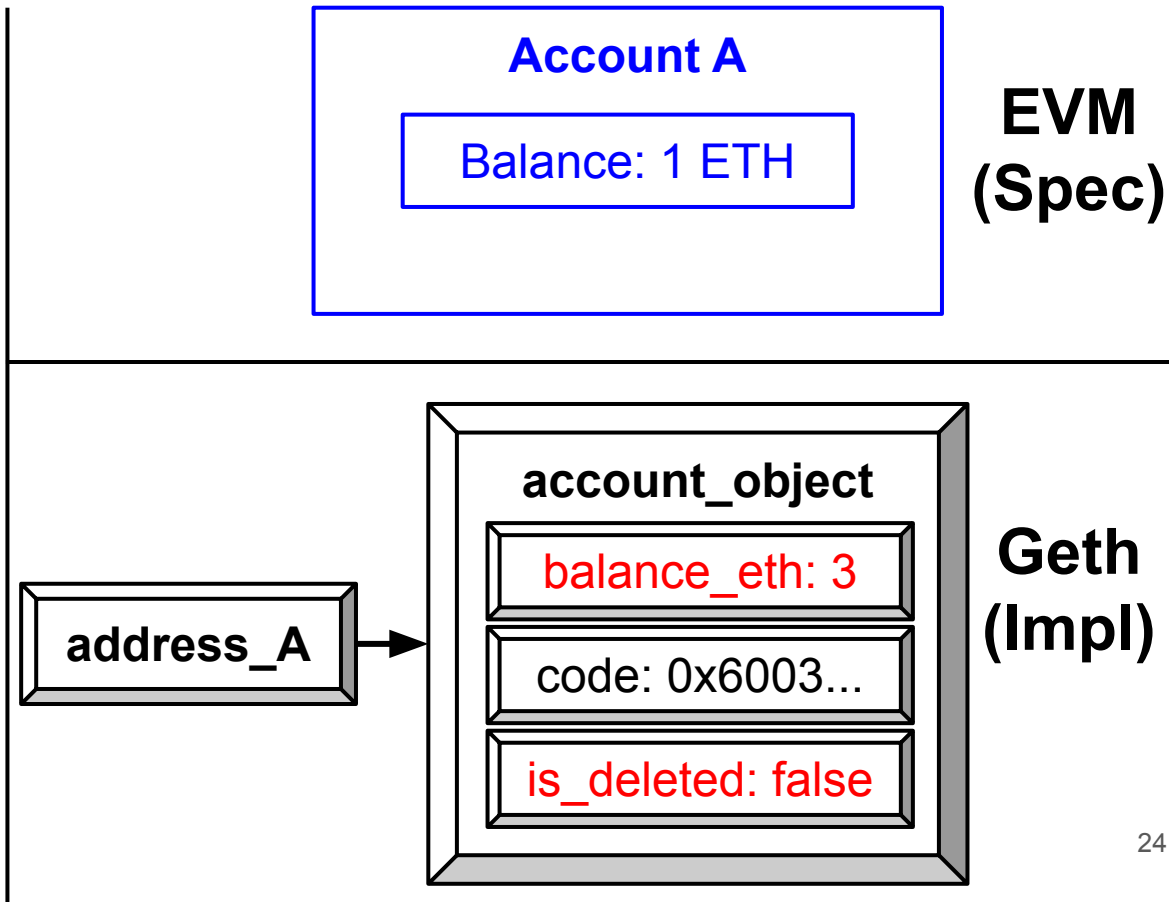 Account A
Balance: 1 ETH
EVM
(Spec)
account_object
balance_eth: 3
code: 0x6003...
is_deleted: false
address_A
Geth
(Impl)
24